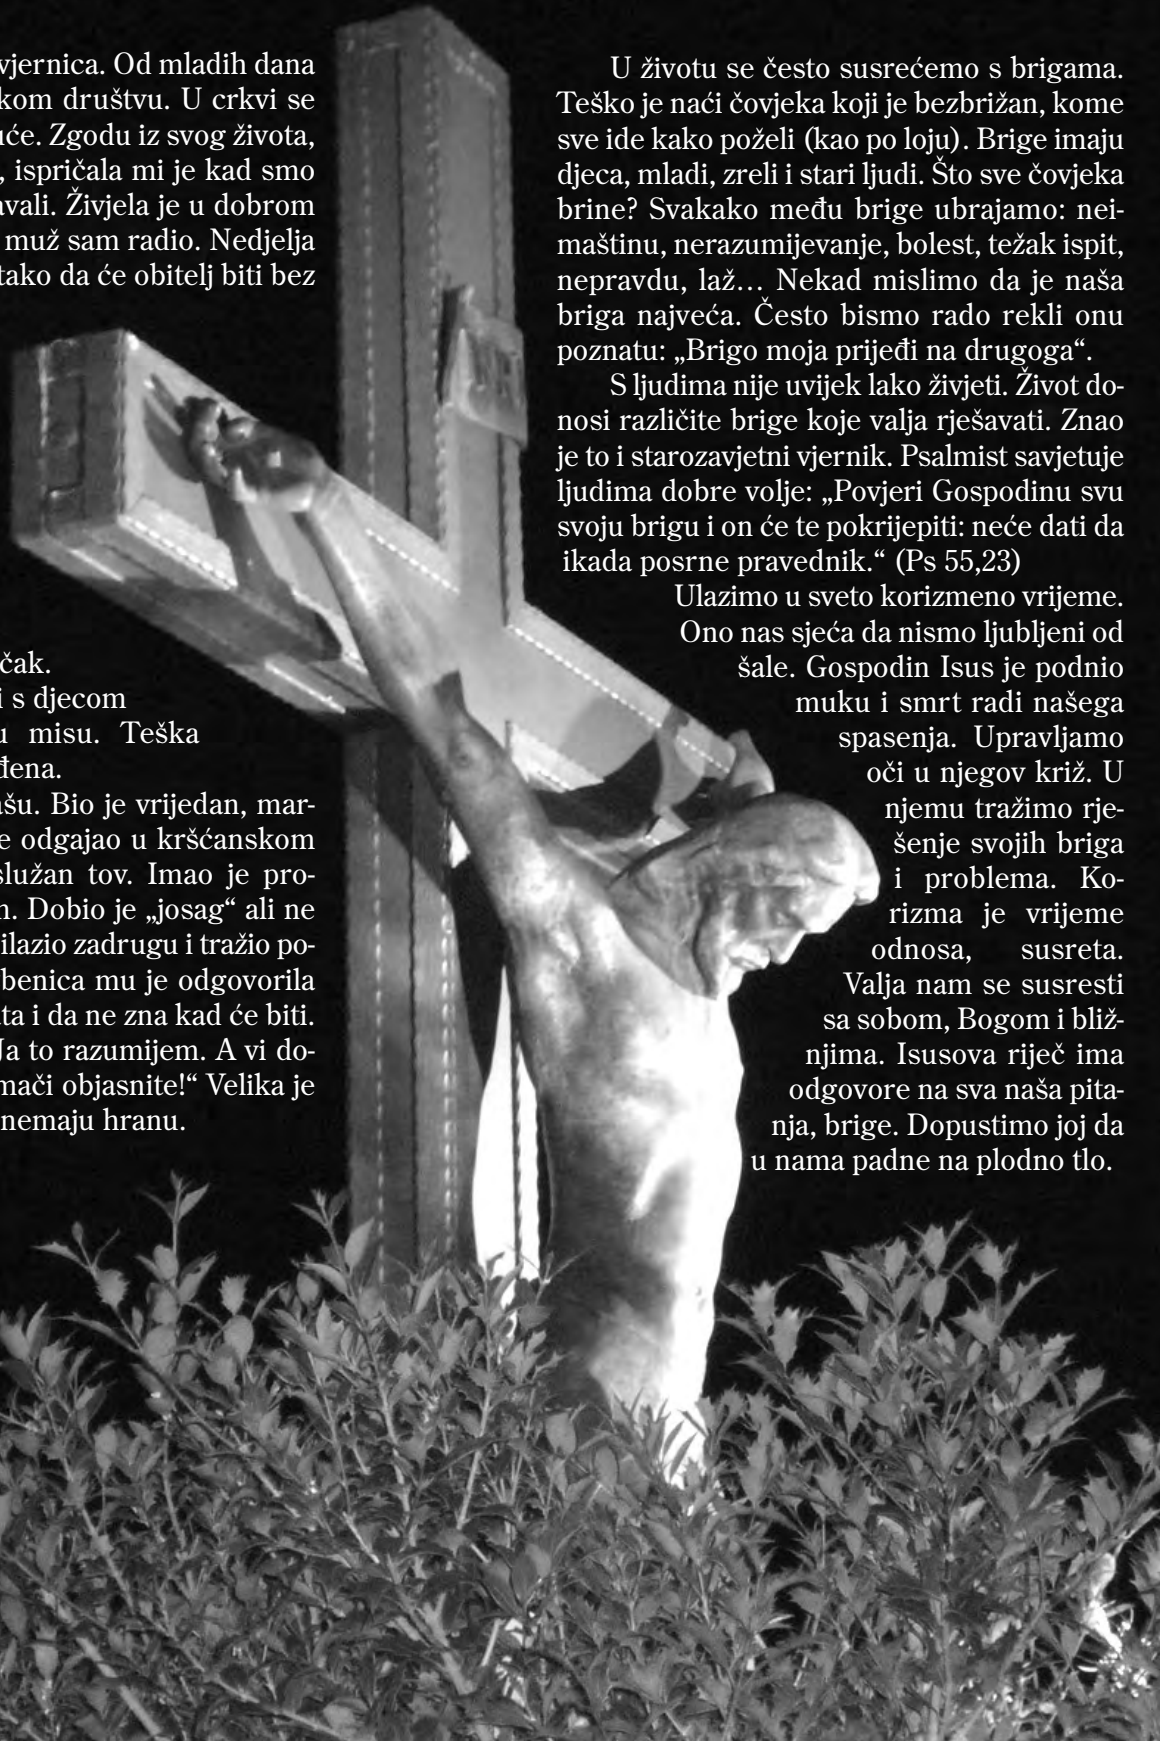 vjernica. Od mladih dana
kom društvu. U crkvi se
uće. Zgodu iz svog života,
, ispričala mi je kad smo
avali. Živjela je u dobrom
muž sam radio. Nedjelja
tako da će obitelj biti bez
čak.
i s djecom
u misu. Teška
đena.
ašu. Bio je vrijedan, mar-
e odgajao u kršćanskom
služan tov. Imao je pro-
n. Dobio je „josag“ ali ne
ilazio zadrugu i tražio po-
benica mu je odgovorila
ta i da ne zna kad će biti.
Ja to razumijem. A vi do-
mači objasnite!“ Velika je
nemaju hranu.
U životu se često susrećemo s brigama.
Teško je naći čovjeka koji je bezbrižan, kome
sve ide kako poželi (kao po loju). Brige imaju
djeca, mladi, zreli i stari ljudi. Što sve čovjeka
brine? Svakako među brige ubrajamo: nei-
maštinu, nerazumijevanje, bolest, težak ispit,
nepravdu, laž… Nekad mislimo da je naša
briga najveća. Često bismo rado rekli onu
poznatu: „Brigo moja prijeđi na drugoga“.
S ljudima nije uvijek lako živjeti. Život do-
nosi različite brige koje valja rješavati. Znao
je to i starozavjetni vjernik. Psalmist savjetuje
ljudima dobre volje: „Povjeri Gospodinu svu
svoju brigu i on će te pokrijepiti: neće dati da
ikada posrne pravednik.“ (Ps 55,23)
Ulazimo u sveto korizmeno vrijeme.
Ono nas sjeća da nismo ljubljeni od
šale. Gospodin Isus je podnio
muku i smrt radi našega
spasenja. Upravljamo
oči u njegov križ. U
njemu tražimo rje-
šenje svojih briga
i problema. Ko-
rizma je vrijeme
odnosa, susreta.
Valja nam se susresti
sa sobom, Bogom i bliž-
njima. Isusova riječ ima
odgovore na sva naša pita-
nja, brige. Dopustimo joj da
u nama padne na plodno tlo.